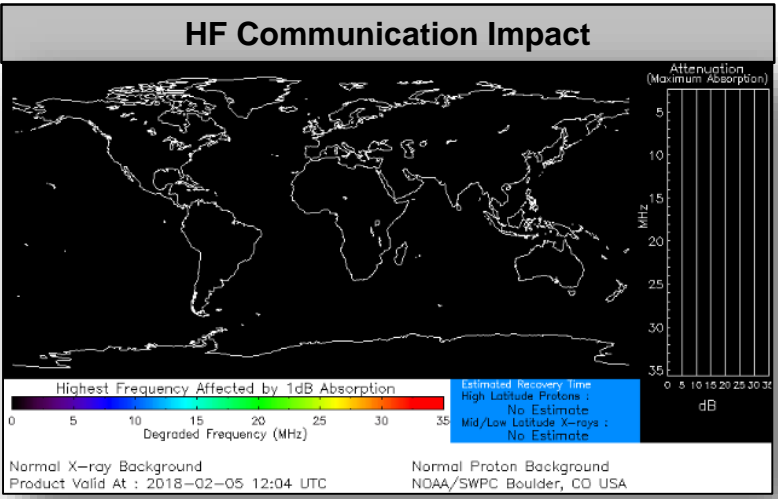 HF Communication Impact
Attenuation
(Maximum Absorption)
5
10
15
MHz
20
25
30
35
0 5 10 15 20 25 30 35
dB
Highest Frequency Affected by 1dB Absorption
0 5 10 15 20 25 30 35
Degraded Frequency (MHz)
Estimated Recovery Time
High Latitude Protons :
No Estimate
Mid/Low Latitude X-rays :
No Estimate
Normal X-ray Background
Normal Proton Background
Product Valid At : 2018-02-05 12:04 UTC
NOAA/SWPC Boulder, CO USA